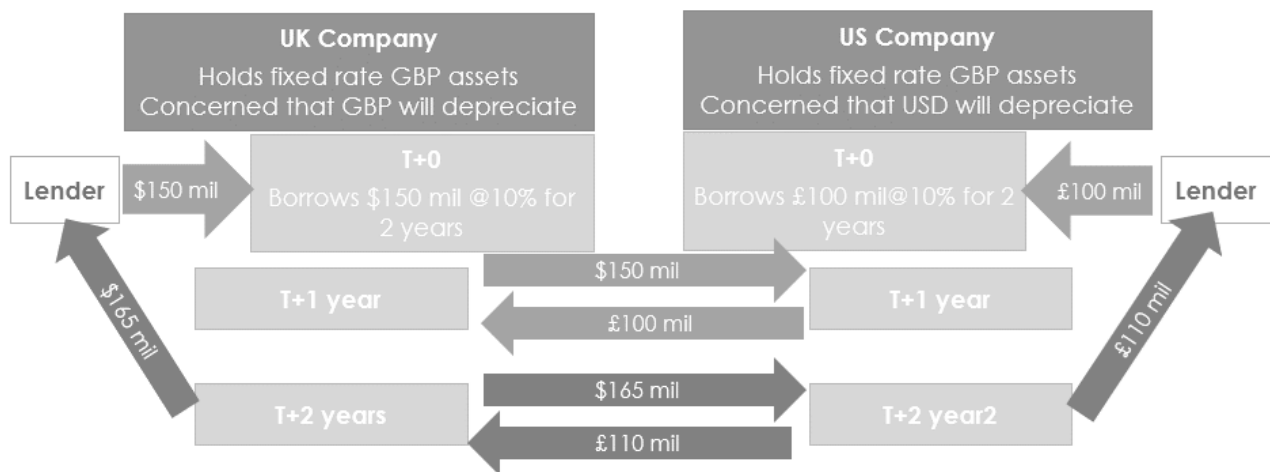 UK Company
Holds fixed rate GBP assets
Concerned that GBP will depreciate
US Company
Holds fixed rate GBP assets
Concerned that USD will depreciate
Lender
$150 mil
T+0
Borrows $150 mil @10% for
2 years
T+0
Borrows £100 mil@10% for 2
years
£100 mil
Lender
$150 mil
T+1 year
T+1 year
£100 mil
$165 mil
£110 mil
$165 mil
T+2 years
T+2 year2
£110 mil